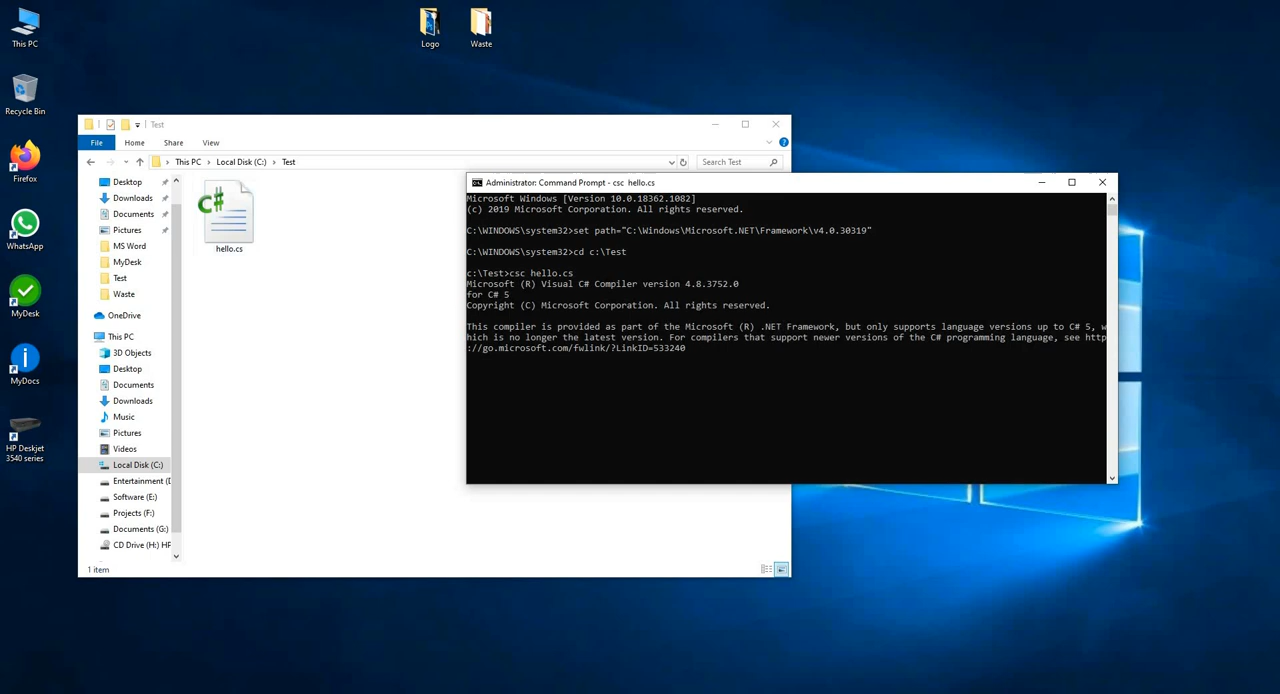 This PC
Recycle Bin
Firefox
WhatsApp
MyDesk
MyDocs
HP Deskjet
3540 series
Logo
Waste
Test
File
Home
Share
View
This PC > Local Disk (C:) > Test
Search Test
Desktop
Downloads
Documents
Pictures
MS Word
MyDesk
Test
Waste
OneDrive
This PC
3D Objects
Desktop
Documents
Downloads
Music
Pictures
Videos
Local Disk (C:)
Entertainment (D
Software (E:)
Projects (F:)
Documents (G:)
CD Drive (H:) HP
C#
hello.cs
1 item
Administrator: Command Prompt - csc  hello.cs
Microsoft Windows [Version 10.0.18362.1082]
(c) 2019 Microsoft Corporation. All rights reserved.
C:\WINDOWS\system32>set path="C:\Windows\Microsoft.NET\Framework\v4.0.30319"
C:\WINDOWS\system32>cd c:\Test
c:\Test>csc hello.cs
Microsoft (R) Visual C# Compiler version 4.8.3752.0
for C# 5
Copyright (C) Microsoft Corporation. All rights reserved.
This compiler is provided as part of the Microsoft (R) .NET Framework, but only supports language versions up to C# 5, w
hich is no longer the latest version. For compilers that support newer versions of the C# programming language, see http
://go.microsoft.com/fwlink/?LinkID=533240